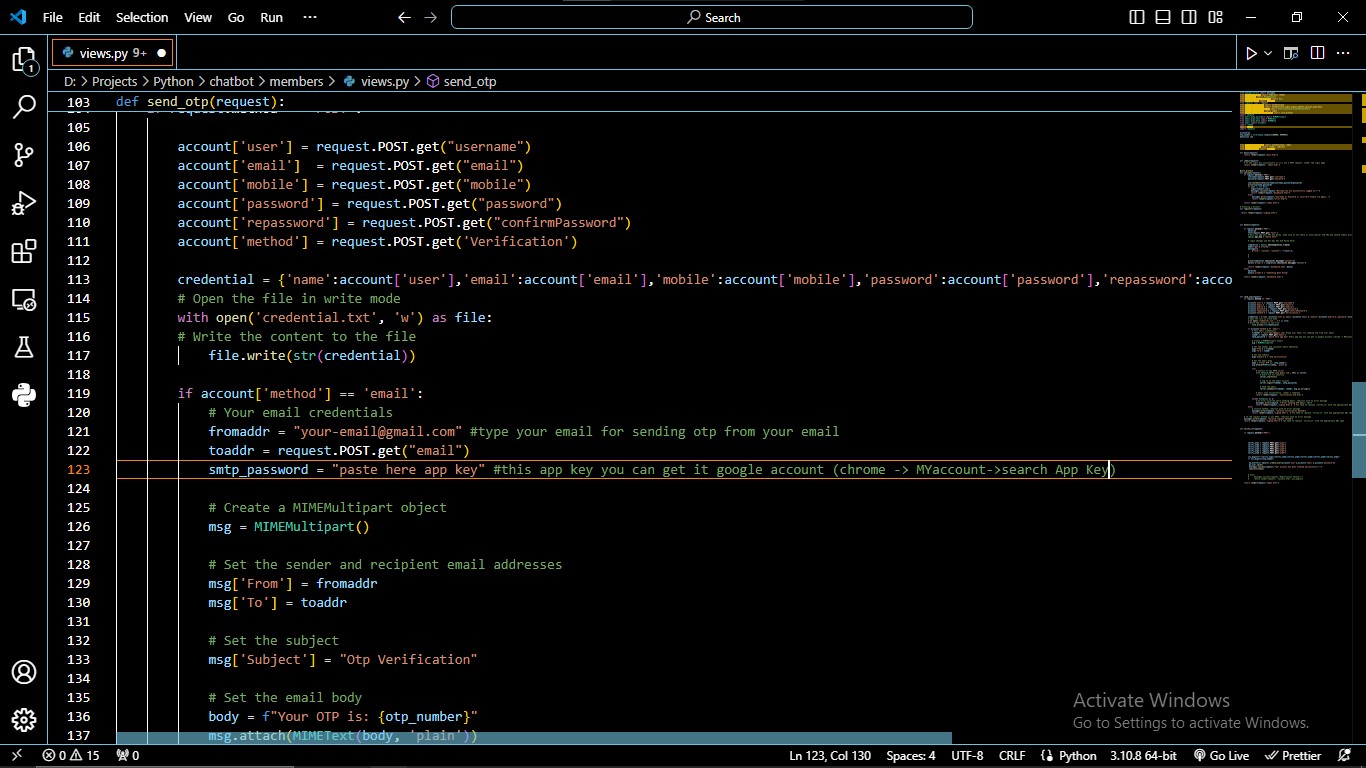 File Edit Selection View Go Run ··· Search
views.py 9+
D: > Projects > Python > chatbot > members > views.py > send_otp
103 def send_otp(request):
105
106 account['user'] = request.POST.get("username")
107 account['email']  = request.POST.get("email")
108 account['mobile'] = request.POST.get("mobile")
109 account['password'] = request.POST.get("password")
110 account['repassword'] = request.POST.get("confirmPassword")
111 account['method'] = request.POST.get('Verification')
112
113 credential = {'name':account['user'],'email':account['email'],'mobile':account['mobile'],'password':account['password'],'repassword':acco
114 # Open the file in write mode
115 with open('credential.txt', 'w') as file:
116 # Write the content to the file
117 file.write(str(credential))
118
119 if account['method'] == 'email':
120 # Your email credentials
121 fromaddr = "your-email@gmail.com" #type your email for sending otp from your email
122 toaddr = request.POST.get("email")
123 smtp_password = "paste here app key" #this app key you can get it google account (chrome -> MYaccount->search App Key)
124
125 # Create a MIMEMultipart object
126 msg = MIMEMultipart()
127
128 # Set the sender and recipient email addresses
129 msg['From'] = fromaddr
130 msg['To'] = toaddr
131
132 # Set the subject
133 msg['Subject'] = "Otp Verification"
134
135 # Set the email body
136 body = f"Your OTP is: {otp_number}"
137 msg.attach(MIMEText(body, 'plain'))
Activate Windows
Go to Settings to activate Windows.
0 15 0 Ln 123, Col 130 Spaces: 4 UTF-8 CRLF Python 3.10.8 64-bit Go Live Prettier